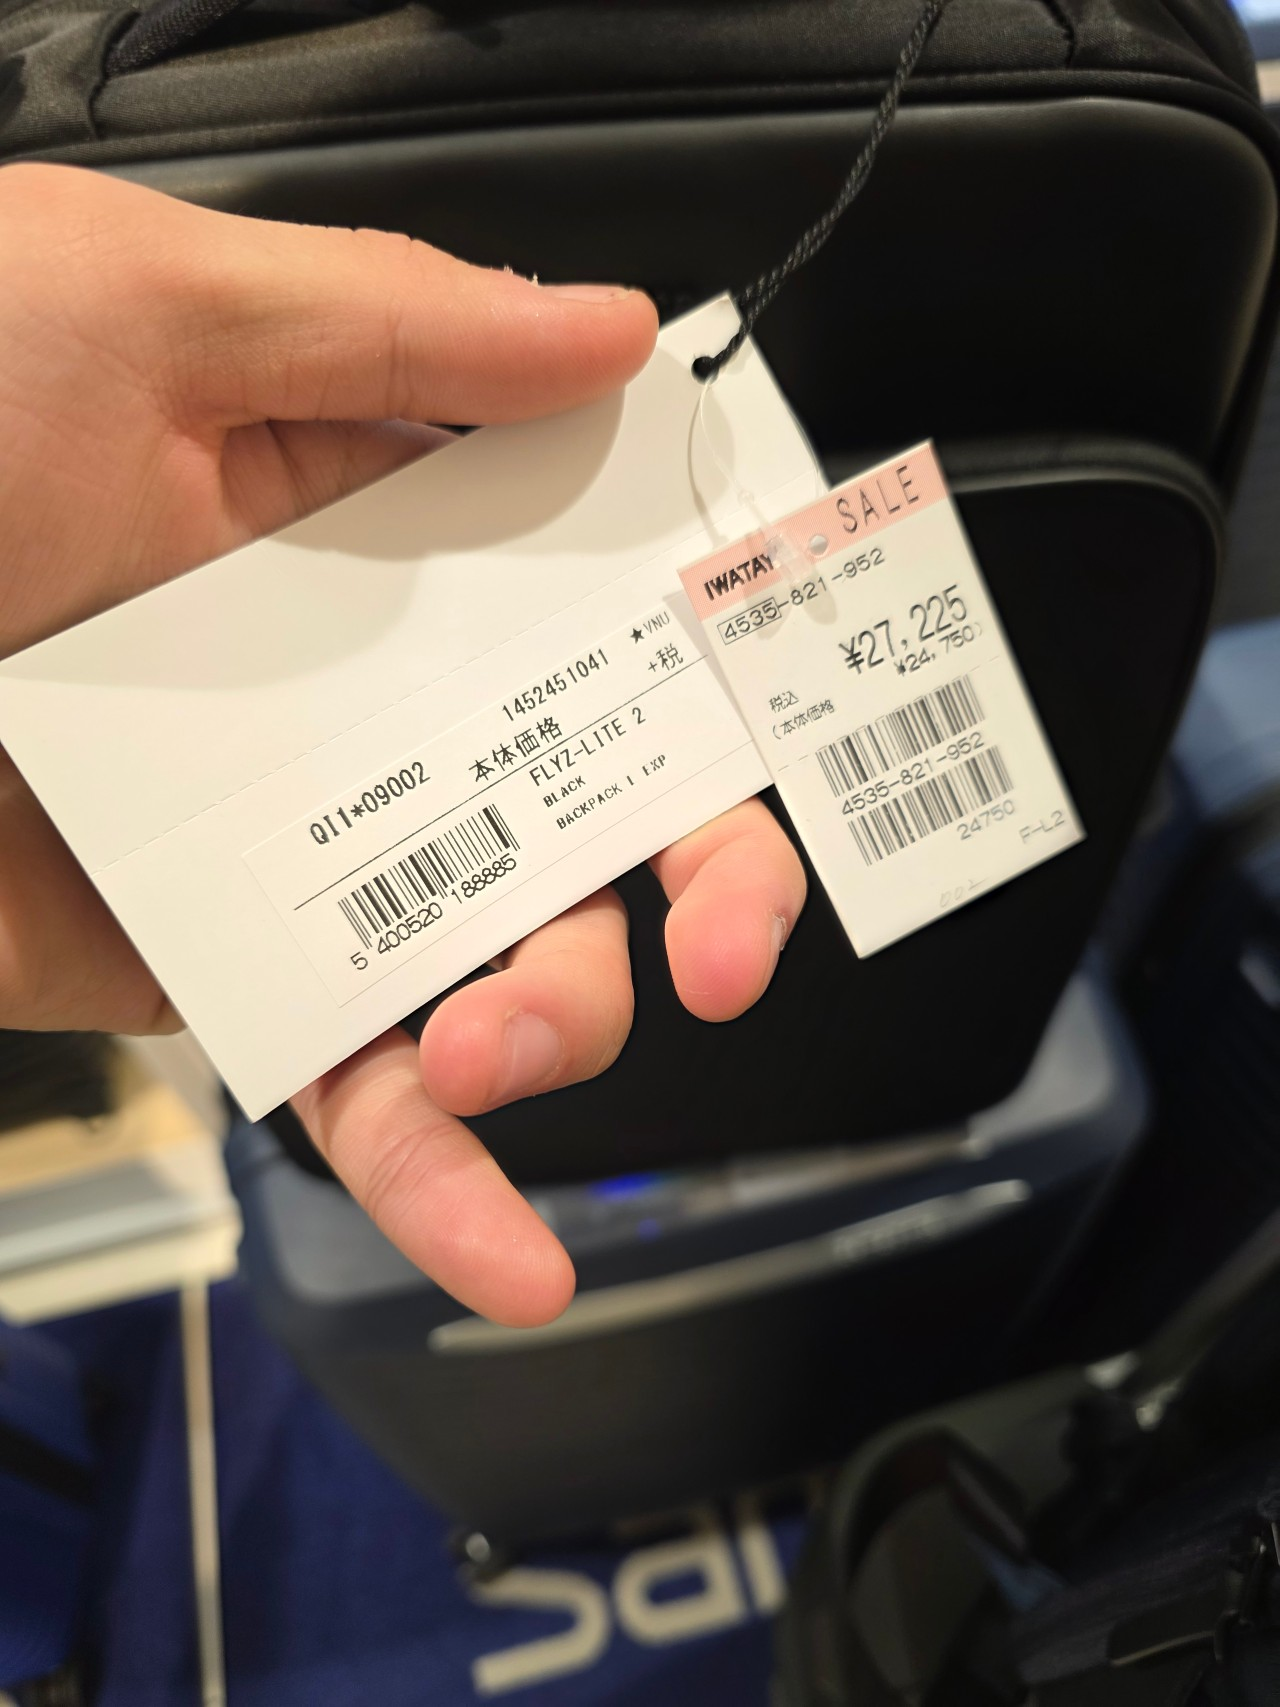 SALE
IWATAY
4535-821-952
¥27,225
¥24,750)
税込
(本体価格
4535-821-952
24750
F-L2
002
★VNU
1452451041
+税
QI1*09002
本体価格
FLYZ-LITE 2
BLACK
BACKPACK L EXP
5 400520 188885